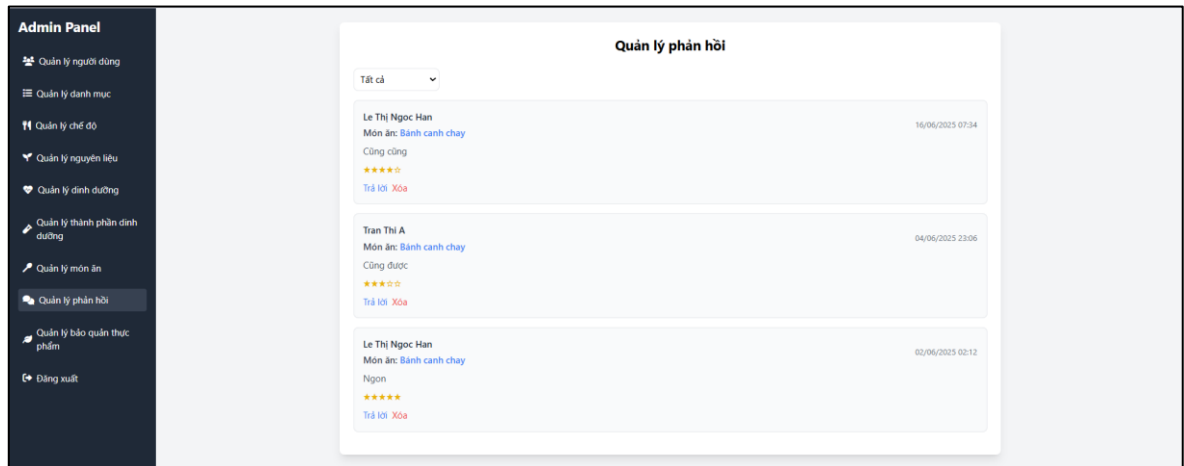 Admin Panel
Quản lý người dùng
Quản lý danh mục
Quản lý chế độ
Quản lý nguyên liệu
Quản lý dinh dưỡng
Quản lý thành phần dinh
dưỡng
Quản lý món ăn
Quản lý phản hồi
Quản lý bảo quản thực
phẩm
Đăng xuất
Quản lý phản hồi
Tất cả
Le Thị Ngoc Han
16/06/2025 07:34
Món ăn: Bánh canh chay
Cũng cũng
★★★★☆
Trả lời Xóa
Tran Thi A
04/06/2025 23:06
Món ăn: Bánh canh chay
Cũng được
★★★☆☆
Trả lời Xóa
Le Thị Ngoc Han
02/06/2025 02:12
Món ăn: Bánh canh chay
Ngon
★★★★★
Trả lời Xóa